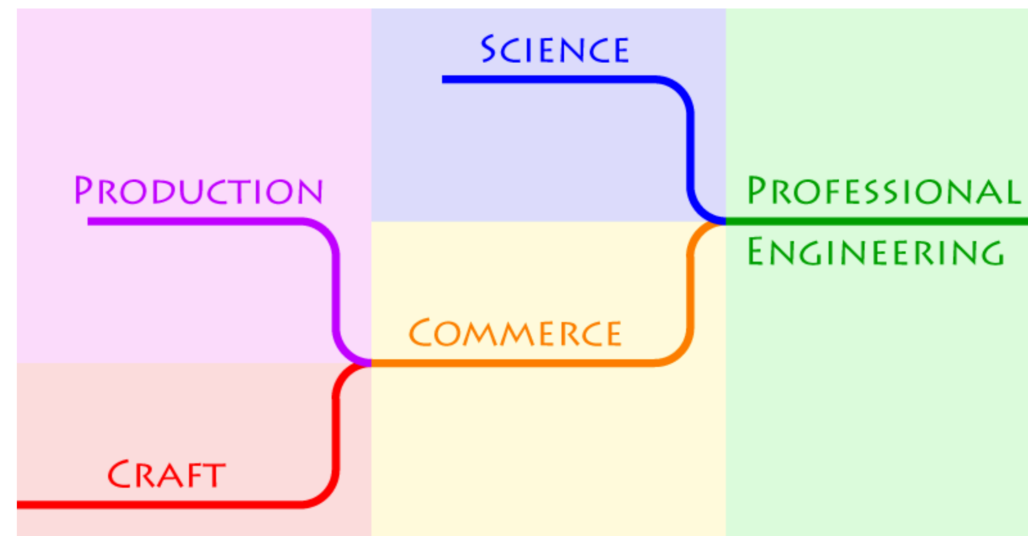 Science
Production
Professional
Engineering
Commerce
Craft